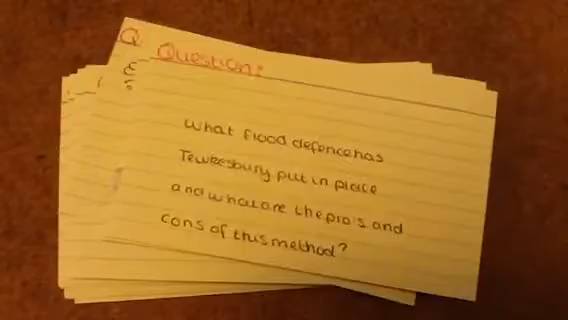 Q Question:
What flood defence has
Tewkesbury put in place
and what are the pro's and
cons of this method?